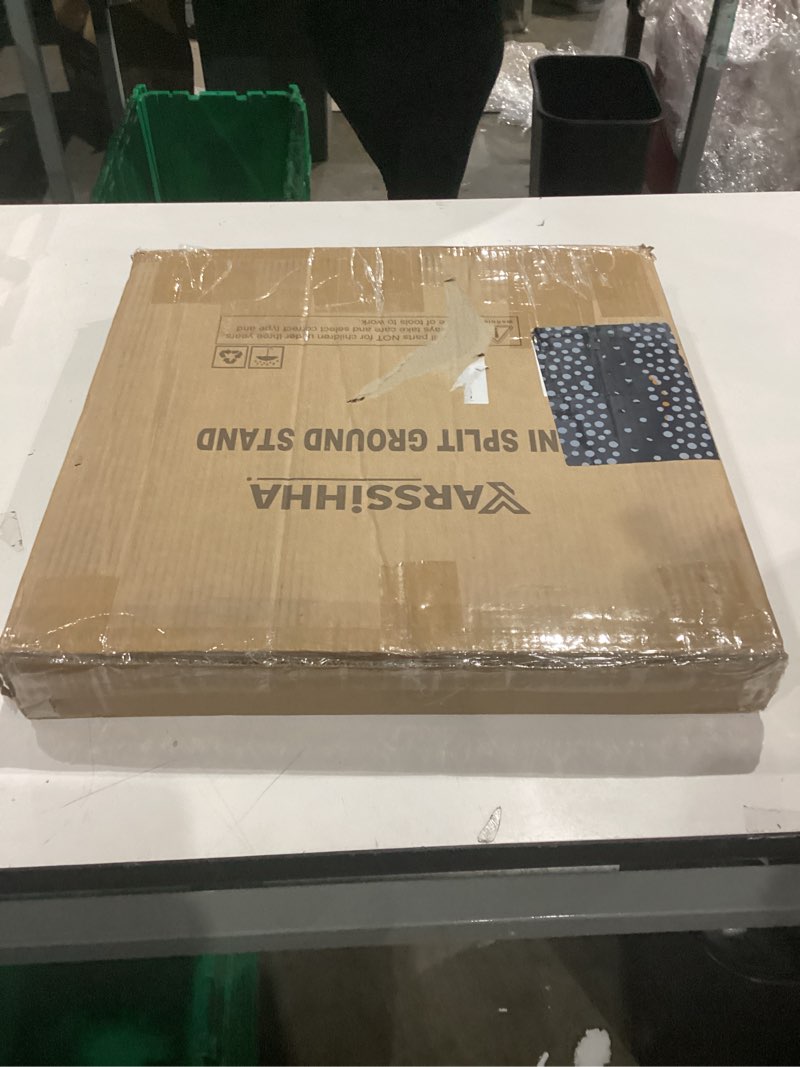 YARSSiHHA
NI SPLIT GROUND STAND
ll parts NOT for children under three years.
ays take care and select correct type and
e of tools to work.